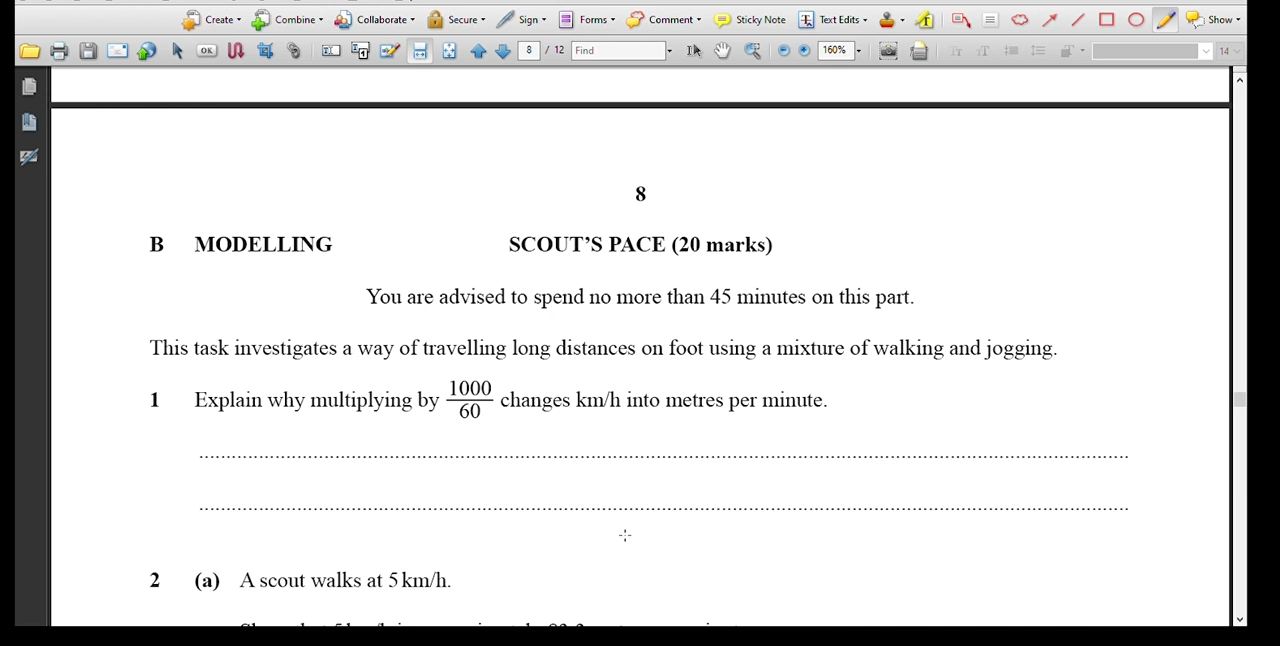 Create Combine Collaborate Secure Sign Forms Comment Sticky Note Text Edits Show
OK 8 / 12 Find 160% 14
8
B MODELLING SCOUT'S PACE (20 marks)
You are advised to spend no more than 45 minutes on this part.
This task investigates a way of travelling long distances on foot using a mixture of walking and jogging.
1 Explain why multiplying by 1000/60 changes km/h into metres per minute.
2 (a) A scout walks at 5 km/h.